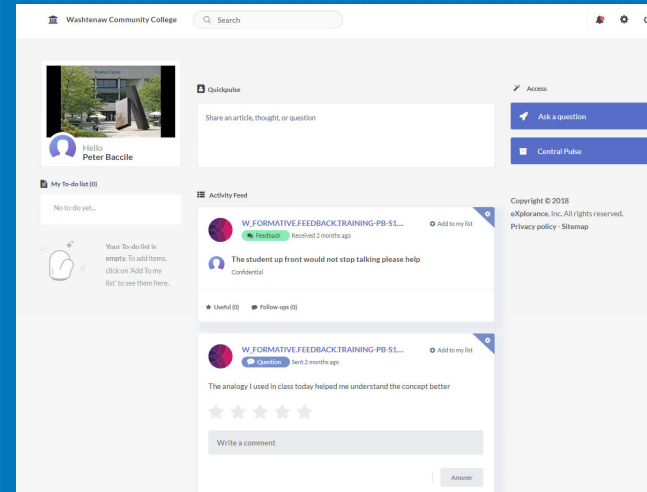 Washtenaw Community College
Search
Hello
Peter Baccile
My To-do list (0)
No to-do yet...
Your To-do list is
empty. To add items,
click on 'Add To my
list' to see them here.
Quickpulse
Share an article, thought, or question
Activity Feed
W_FORMATIVE.FEEDBACK.TRAINING-PB-S1...
Add to my list
Feedback
Received 2 months ago
The student up front would not stop talking please help
Confidential
Useful (0)
Follow-ups (0)
W_FORMATIVE.FEEDBACK.TRAINING-PB-S1...
Add to my list
Question
Sent 2 months ago
The analogy I used in class today helped me understand the concept better
Write a comment
Answer
Access
Ask a question
Central Pulse
Copyright © 2018
eXplorance, Inc. All rights reserved.
Privacy policy - Sitemap